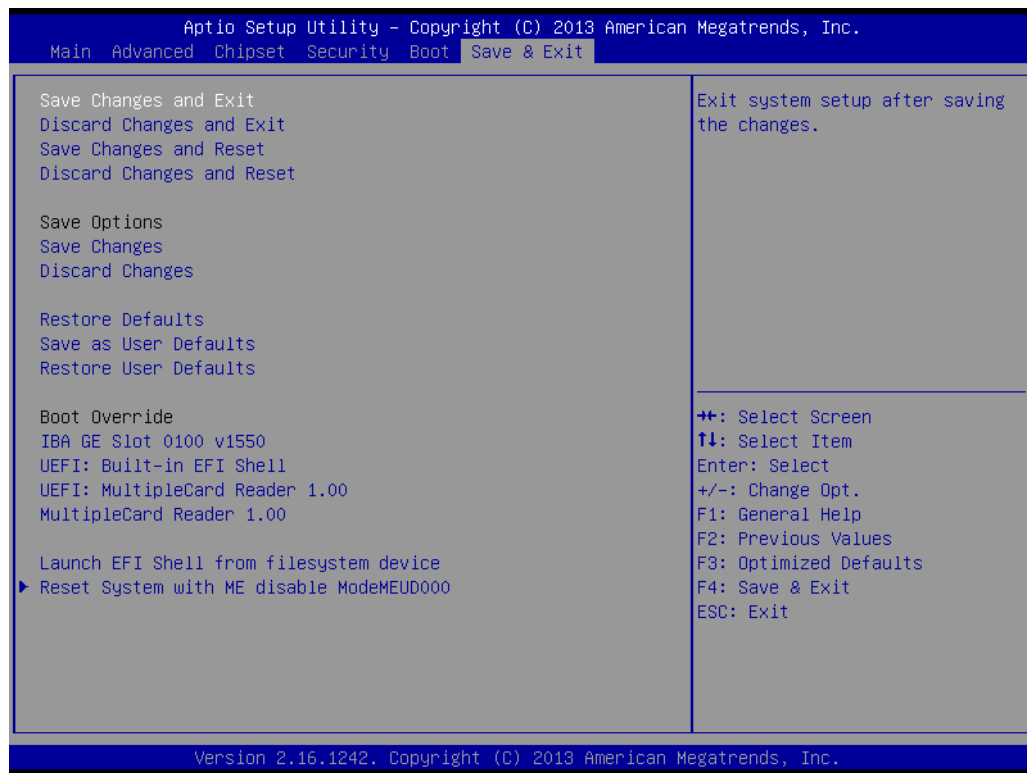 Aptio Setup Utility – Copyright (C) 2013 American Megatrends, Inc.
Main Advanced Chipset Security Boot Save & Exit
Save Changes and Exit
Discard Changes and Exit
Save Changes and Reset
Discard Changes and Reset
Save Options
Save Changes
Discard Changes
Restore Defaults
Save as User Defaults
Restore User Defaults
Boot Override
IBA GE Slot 0100 v1550
UEFI: Built-in EFI Shell
UEFI: MultipleCard Reader 1.00
MultipleCard Reader 1.00
Launch EFI Shell from filesystem device
▶ Reset System with ME disable ModeMEUD000
Exit system setup after saving
the changes.
→←: Select Screen
↑↓: Select Item
Enter: Select
+/-: Change Opt.
F1: General Help
F2: Previous Values
F3: Optimized Defaults
F4: Save & Exit
ESC: Exit
Version 2.16.1242. Copyright (C) 2013 American Megatrends, Inc.